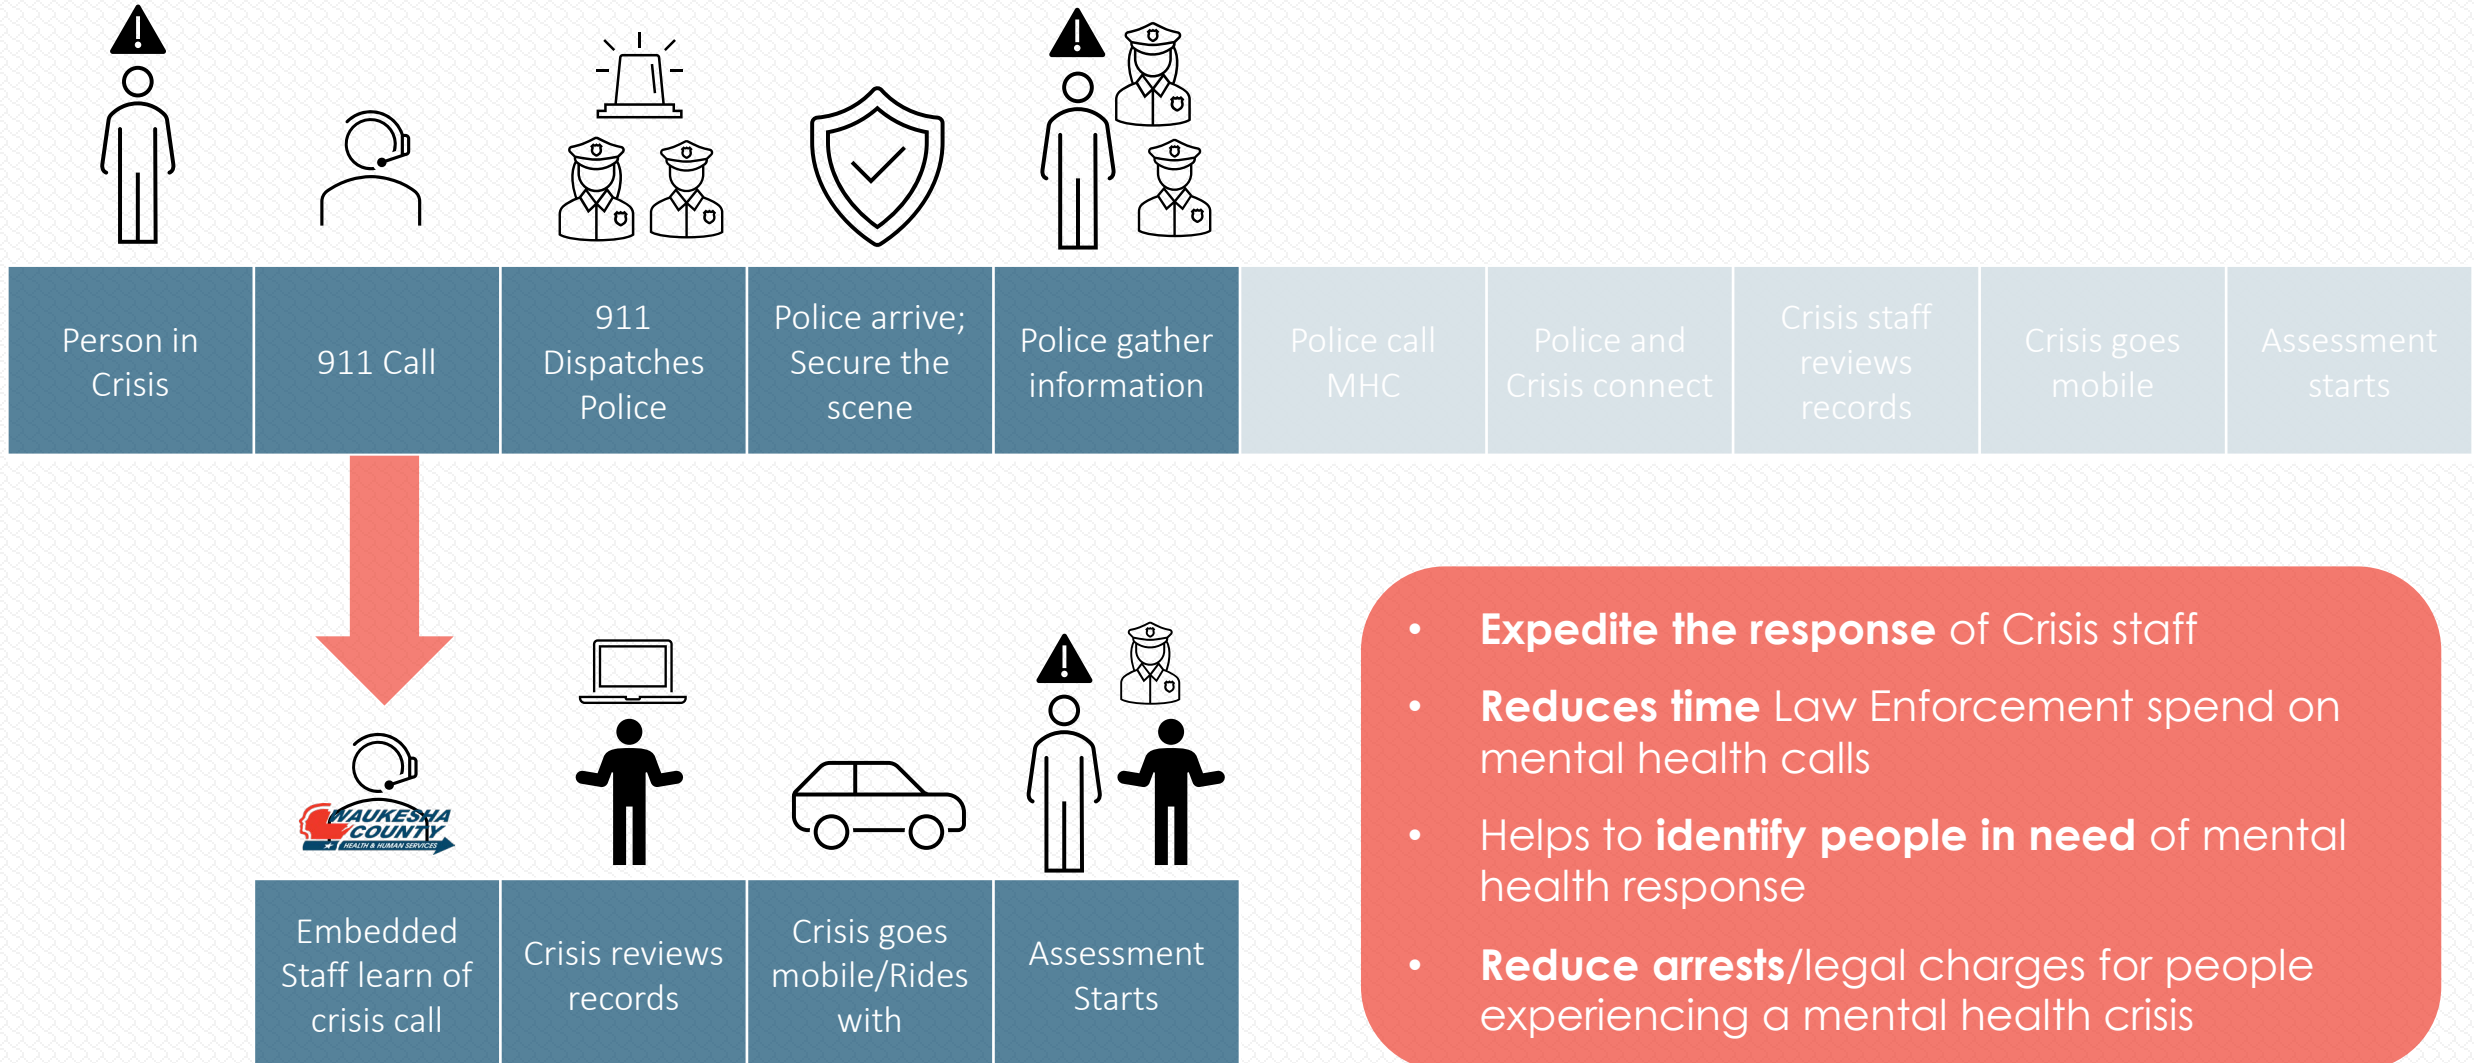 Person in
Crisis
911 Call
911
Dispatches
Police
Police arrive;
Secure the
scene
Police gather
information
Police call
MHC
Police and
Crisis connect
Crisis staff
reviews
records
Crisis goes
mobile
Assessment
starts
WAUKESHA
COUNTY
HEALTH & HUMAN SERVICES
Embedded
Staff learn of
crisis call
Crisis reviews
records
Crisis goes
mobile/Rides
with
Assessment
Starts
• Expedite the response of Crisis staff
• Reduces time Law Enforcement spend on
mental health calls
• Helps to identify people in need of mental
health response
• Reduce arrests/legal charges for people
experiencing a mental health crisis